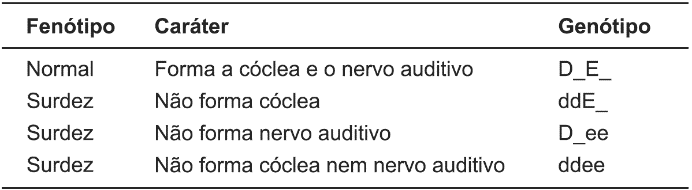 Fenótipo Caráter Genótipo
Normal Forma a cóclea e o nervo auditivo D_E_
Surdez Não forma cóclea ddE_
Surdez Não forma nervo auditivo D_ee
Surdez Não forma cóclea nem nervo auditivo ddee